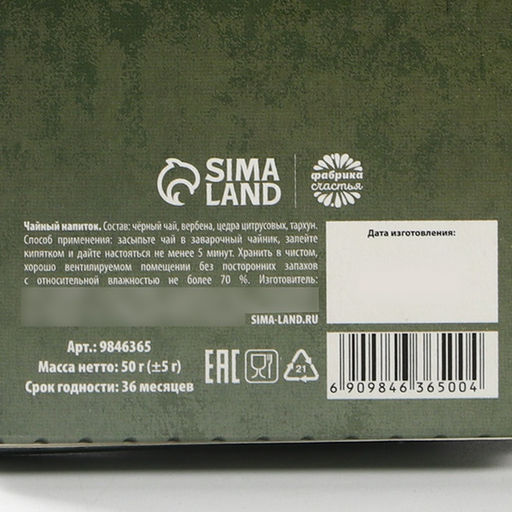 SIMA
LAND
фабрика
счастья
Чайный напиток. Состав: чёрный чай, вербена, цедра цитрусовых, тархун.
Способ применения: засыпьте чай в заварочный чайник, залейте
кипятком и дайте настояться не менее 5 минут. Хранить в чистом,
хорошо вентилируемом помещении без посторонних запахов
с относительной влажностью не более 70 %. Изготовитель:
SIMA-LAND.RU
Дата изготовления:
Арт.: 9846365
Масса нетто: 50 г (±5 г)
Срок годности: 36 месяцев
EAC
21
6 909846 365004